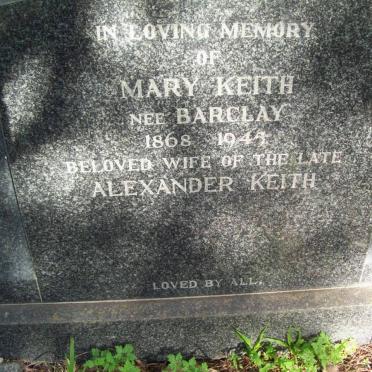 IN LOVING MEMORY
OF
MARY KEITH
NEE BARCLAY
1868 1945
BELOVED WIFE OF THE LATE
ALEXANDER KEITH
LOVED BY ALL.